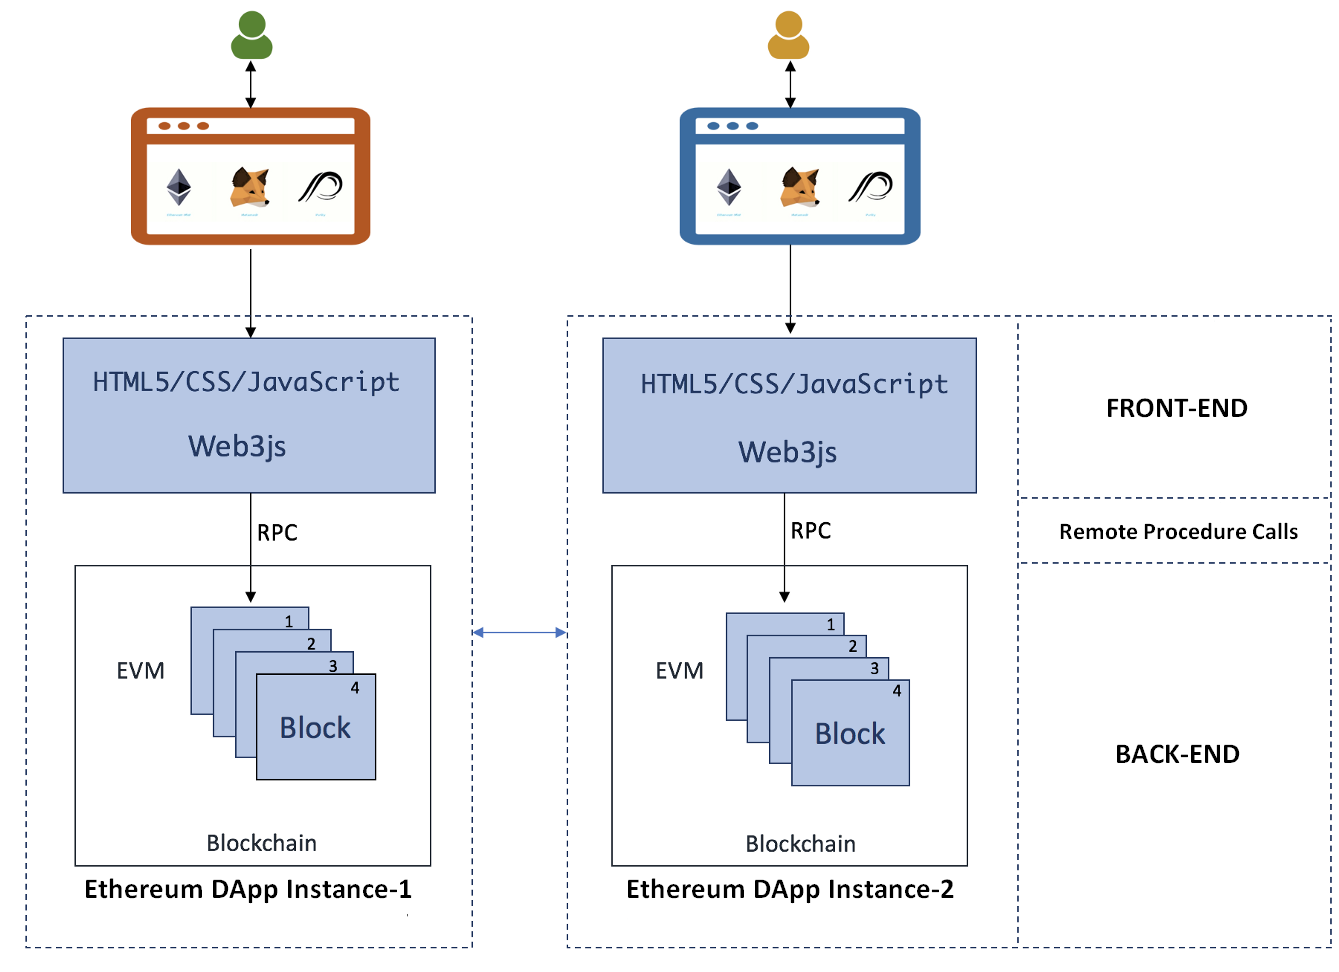 HTML5/CSS/JavaScript
Web3js
RPC
1
2
3
4
EVM
Block
Blockchain
Ethereum DApp Instance-1
HTML5/CSS/JavaScript
Web3js
RPC
1
2
3
4
EVM
Block
Blockchain
Ethereum DApp Instance-2
FRONT-END
Remote Procedure Calls
BACK-END